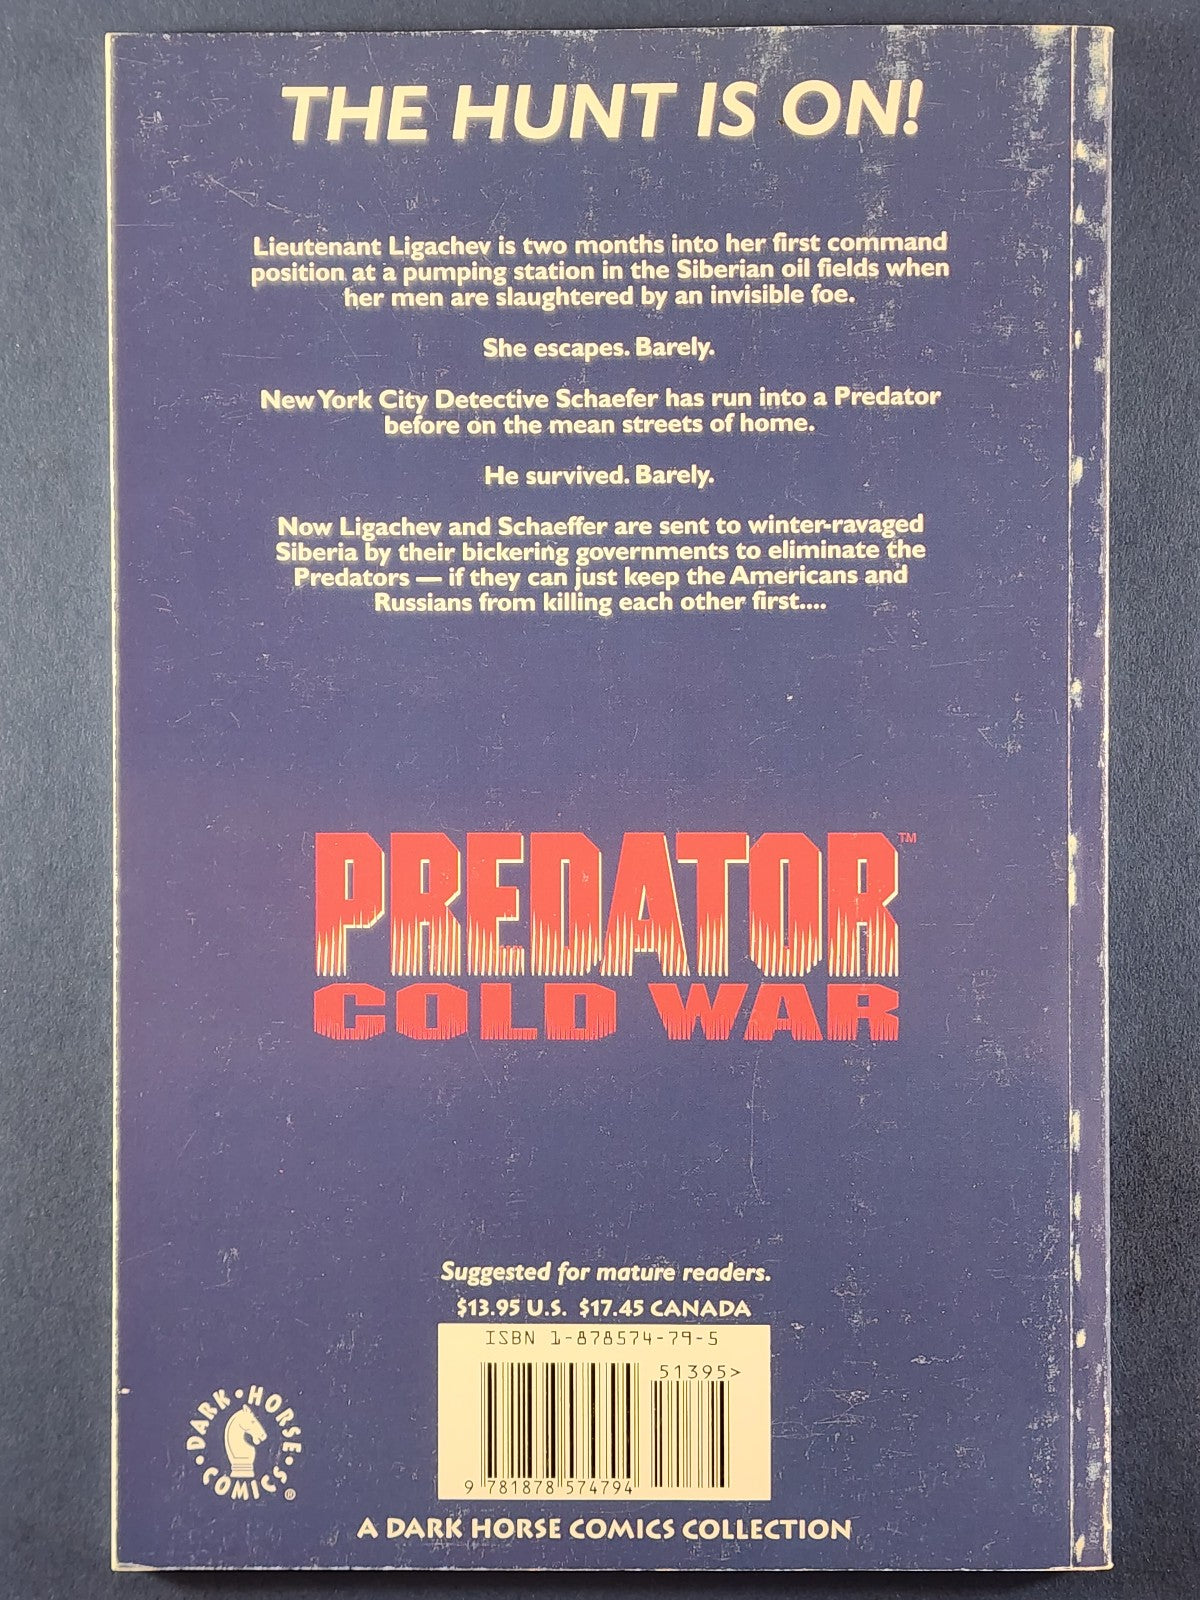 THE HUNT IS ON!
Lieutenant Ligachev is two months into her first command
position at a pumping station in the Siberian oil fields when
her men are slaughtered by an invisible foe.
She escapes. Barely.
New York City Detective Schaefer has run into a Predator
before on the mean streets of home.
He survived. Barely.
Now Ligachev and Schaeffer are sent to winter-ravaged
Siberia by their bickering governments to eliminate the
Predators — if they can just keep the Americans and
Russians from killing each other first....
PREDATOR™
COLD WAR
Suggested for mature readers.
$13.95 U.S. $17.45 CANADA
ISBN 1-878574-79-5
51395>
9 781878 574794
DARK • HORSE • COMICS • ®
A DARK HORSE COMICS COLLECTION